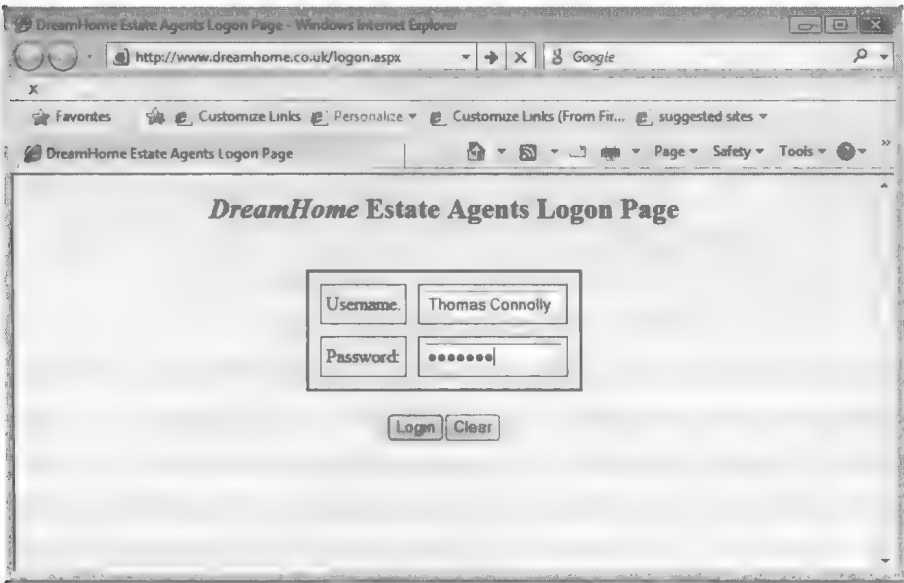 DreamHome Estate Agents Logon Page - Windows Internet Explorer
http://www.dreamhome.co.uk/logon.aspx Google
x
Favorites Customize Links Personalize Customize Links (From Fir... suggested sites
DreamHome Estate Agents Logon Page Page Safety Tools
DreamHome Estate Agents Logon Page
Username: Thomas Connolly
Password: •••••••
Login Clear